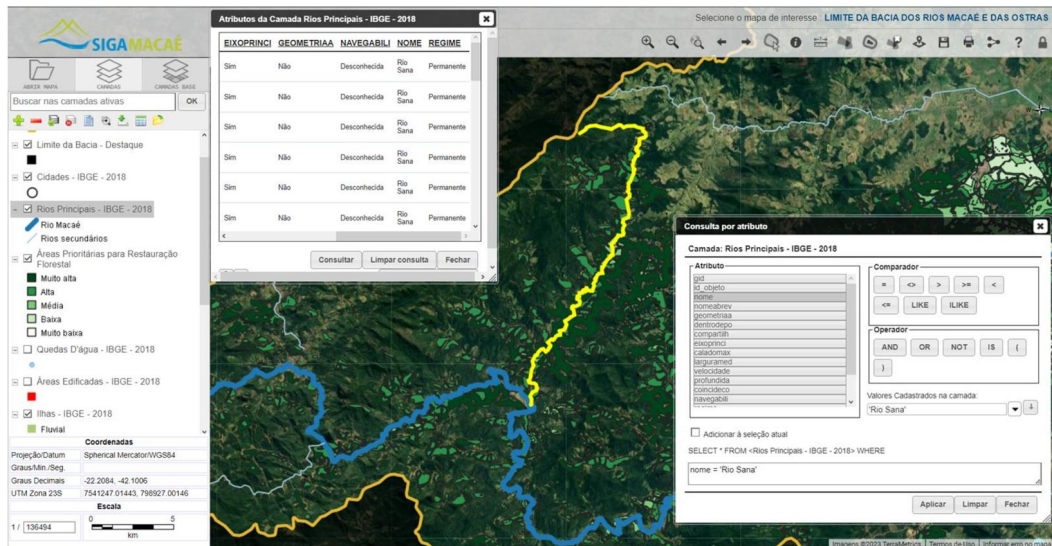 Selecione o mapa de interesse : LIMITE DA BACIA DOS RIOS MACAÉ E DAS OSTRAS
SIGAMACAÉ
ABRIR MAPA
CAMADAS
CAMADAS BASE
Buscar nas camadas ativas
OK
Limite da Bacia - Destaque
Cidades - IBGE - 2018
Rios Principais - IBGE - 2018
Rio Macaé
Rios secundários
Áreas Prioritárias para Restauração
Florestal
Muito alta
Alta
Média
Baixa
Muito baixa
Quedas D'água - IBGE - 2018
Áreas Edificadas - IBGE - 2018
Ilhas - IBGE - 2018
Fluvial
Coordenadas
Projeção/Datum Spherical Mercator/WGS84
Graus/Min./Seg.
Graus Decimais -22.2084, -42.1006
UTM Zona 23S 7541247.01443, 798927.00146
Escala
1 / 136494
0 5
km
Atributos da Camada Rios Principais - IBGE - 2018
EIXOPRINCI GEOMETRIAA NAVEGABILI NOME REGIME
Sim Não Desconhecida Rio Sana Permanente
Sim Não Desconhecida Rio Sana Permanente
Sim Não Desconhecida Rio Sana Permanente
Sim Não Desconhecida Rio Sana Permanente
Sim Não Desconhecida Rio Sana Permanente
Sim Não Desconhecida Rio Sana Permanente
Consultar Limpar consulta Fechar
Consulta por atributo
Camada: Rios Principais - IBGE - 2018
Atributo
gid
id_objeto
nome
nomeabrev
geometriaa
dentrodepo
compartilh
eixoprinci
caladomax
larguramed
velocidade
profundida
coincideco
navegabili
Comparador
= <> > >= <
<= LIKE ILIKE
Operador
AND OR NOT IS (
)
Valores Cadastrados na camada:
'Rio Sana'
Adicionar à seleção atual
SELECT * FROM <Rios Principais - IBGE - 2018> WHERE
nome = 'Rio Sana'
Aplicar Limpar Fechar
Imagens ©2023 TerraMetrics Termos de Uso Informar erro no mapa